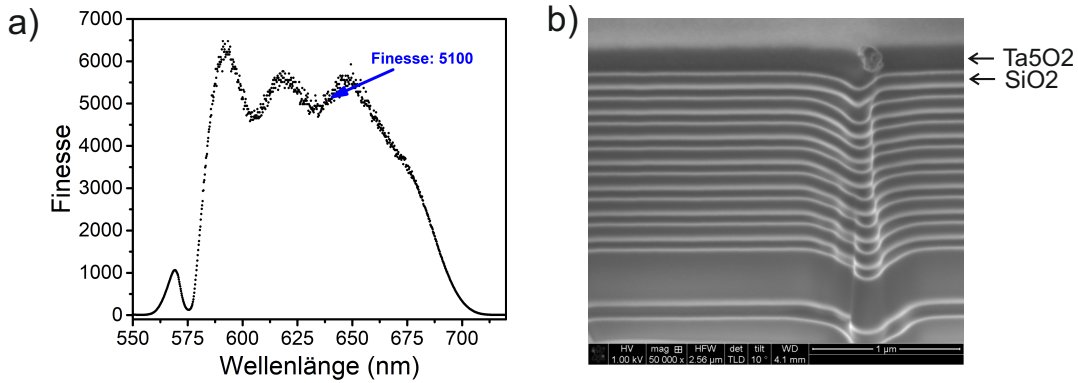 a)
7000
6000
5000
4000
3000
2000
1000
0
Finesse
Finesse: 5100
550 575 600 625 650 675 700
Wellenlänge (nm)
b)
Ta5O2
SiO2
HV mag HFW det tilt WD
1.00 kV 50 000 x 2.56 µm TLD 10 ° 4.1 mm
1 µm